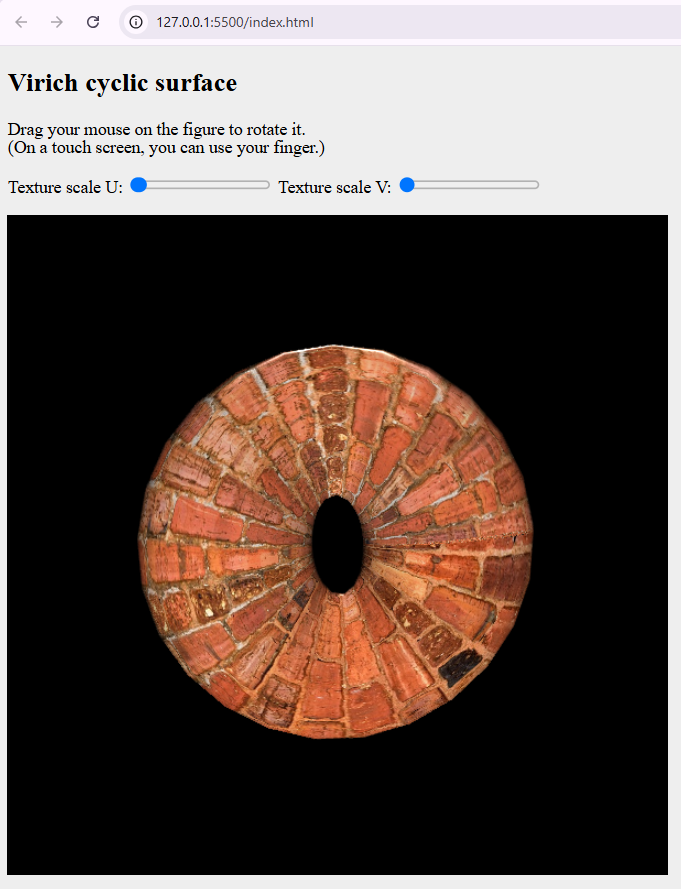 127.0.0.1:5500/index.html
Virich cyclic surface
Drag your mouse on the figure to rotate it.
(On a touch screen, you can use your finger.)
Texture scale U: Texture scale V: